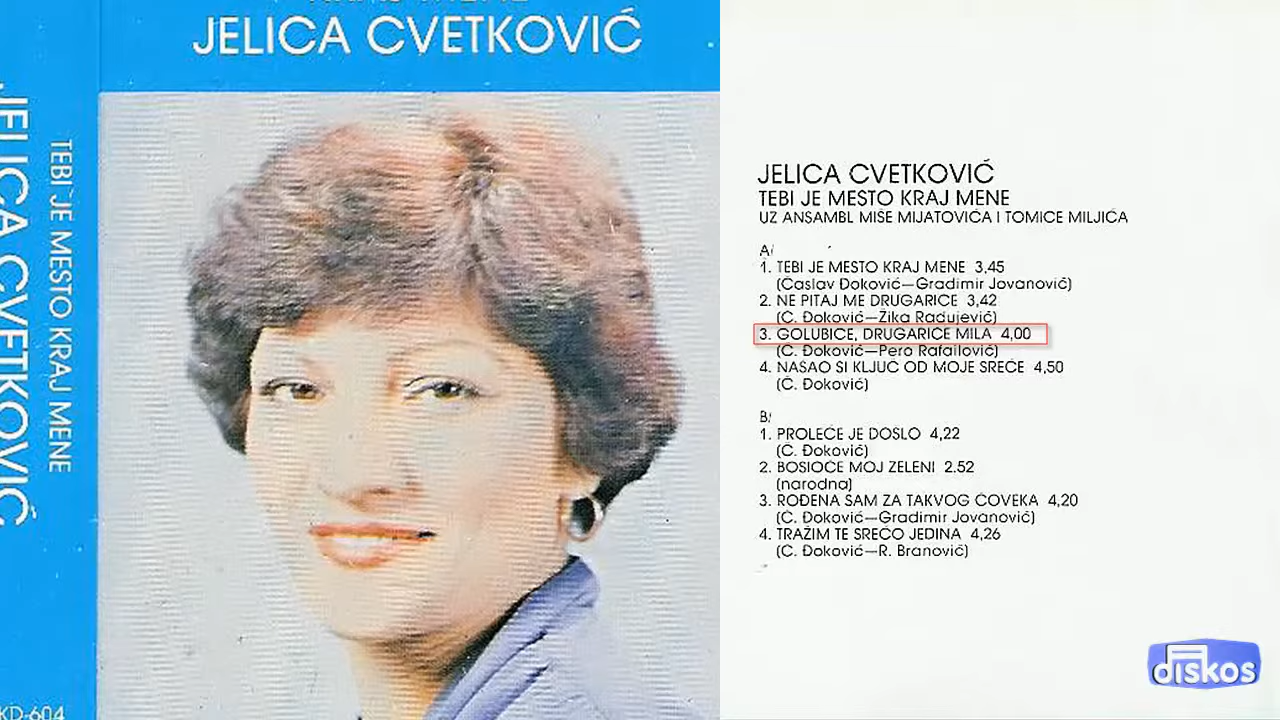 JELICA CVETKOVIĆ
JELICA CVETKOVIĆ
TEBI JE MESTO KRAJ MENE
KD-604
JELICA CVETKOVIĆ
TEBI JE MESTO KRAJ MENE
UZ ANSAMBL MIŠE MIJATOVIĆA I TOMICE MILJIĆA
A
1. TEBI JE MESTO KRAJ MENE 3,45
(Časlav Đoković—Gradimir Jovanović)
2. NE PITAJ ME DRUGARICE 3,42
(Č. Đoković—Žika Radujević)
3. GOLUBICE, DRUGARICE MILA 4,00
(Č. Đoković—Pero Rafailović)
4. NAŠAO SI KLJUČ OD MOJE SREĆE 4,50
(Č. Đoković)
B
1. PROLEĆE JE DOŠLO 4,22
(Č. Đoković)
2. BOSIOČE MOJ ZELENI 2.52
(narodna)
3. ROĐENA SAM ZA TAKVOG ČOVEKA 4,20
(Č. Đoković—Gradimir Jovanović)
4. TRAŽIM TE SREĆO JEDINA 4,26
(Č. Đoković—R. Branović)
diskos